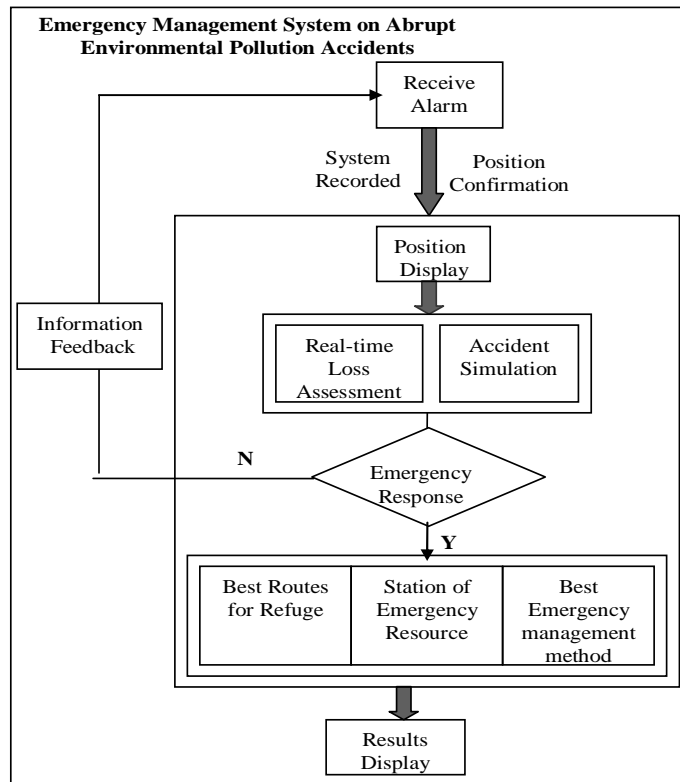 Emergency Management System on Abrupt
Environmental Pollution Accidents
Receive
Alarm
System
Recorded
Position
Confirmation
Position
Display
Information
Feedback
Real-time
Loss
Assessment
Accident
Simulation
N
Emergency
Response
Y
Best Routes
for Refuge
Station of
Emergency
Resource
Best
Emergency
management
method
Results
Display